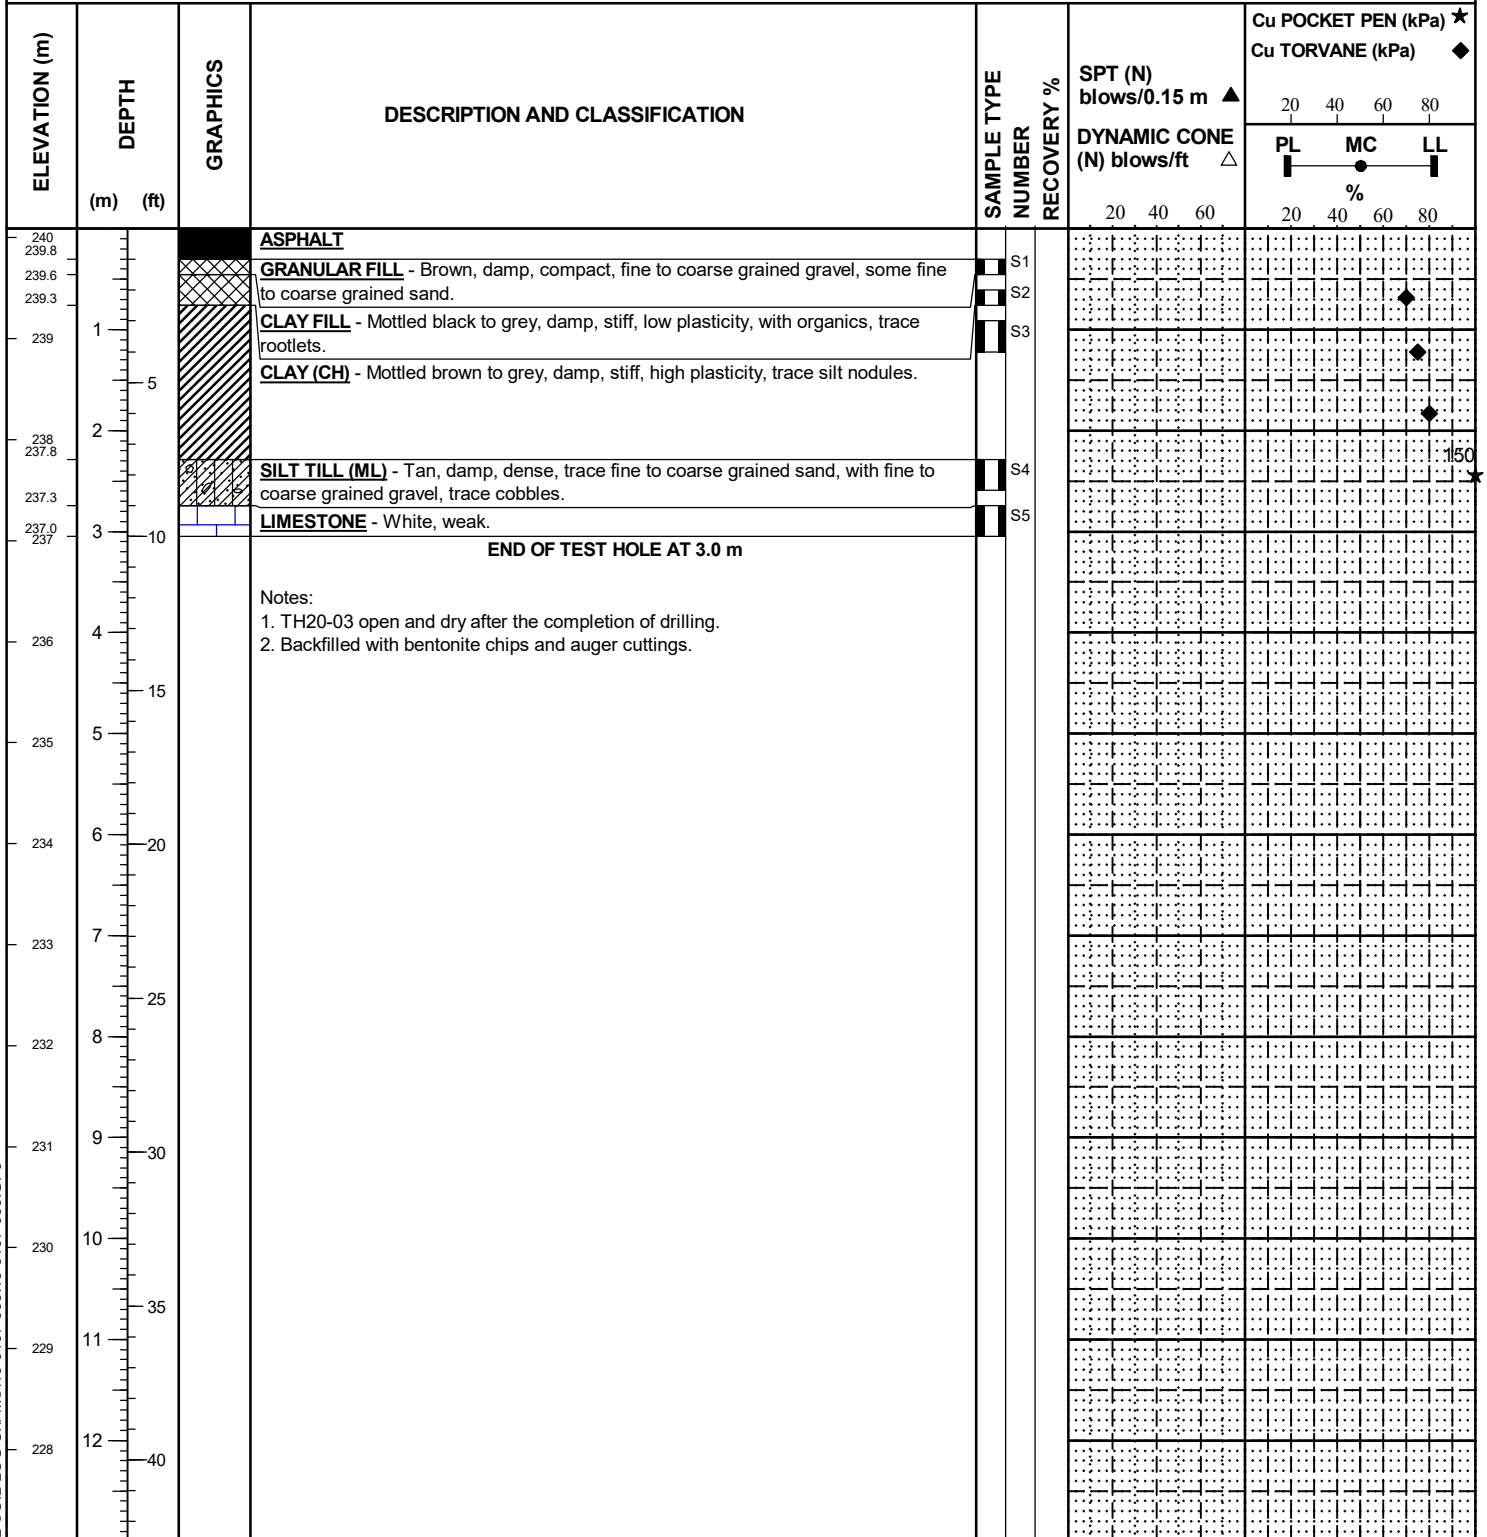 Cu POCKET PEN (kPa) ★
Cu TORVANE (kPa) ◆
ELEVATION (m)
DEPTH
(m) (ft)
GRAPHICS
DESCRIPTION AND CLASSIFICATION
SAMPLE TYPE
NUMBER
RECOVERY %
SPT (N)
blows/0.15 m ▲
DYNAMIC CONE
(N) blows/ft △
20 40 60
20 40 60 80
PL MC LL
%
20 40 60 80
240
239.8
239.6
239.3
239
238
237.8
237.3
237.0
237
236
235
234
233
232
231
230
229
228
1
2
3
4
5
6
7
8
9
10
11
12
5
10
15
20
25
30
35
40
ASPHALT
GRANULAR FILL - Brown, damp, compact, fine to coarse grained gravel, some fine
to coarse grained sand.
CLAY FILL - Mottled black to grey, damp, stiff, low plasticity, with organics, trace
rootlets.
CLAY (CH) - Mottled brown to grey, damp, stiff, high plasticity, trace silt nodules.
SILT TILL (ML) - Tan, damp, dense, trace fine to coarse grained sand, with fine to
coarse grained gravel, trace cobbles.
LIMESTONE - White, weak.
END OF TEST HOLE AT 3.0 m
Notes:
1. TH20-03 open and dry after the completion of drilling.
2. Backfilled with bentonite chips and auger cuttings.
S1
S2
S3
S4
S5
150